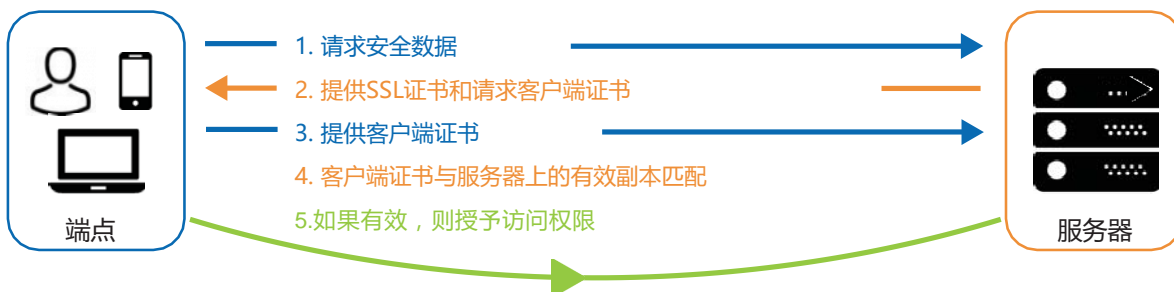 1. 请求安全数据
2. 提供SSL证书和请求客户端证书
3. 提供客户端证书
4. 客户端证书与服务器上的有效副本匹配
5.如果有效，则授予访问权限
端点
服务器